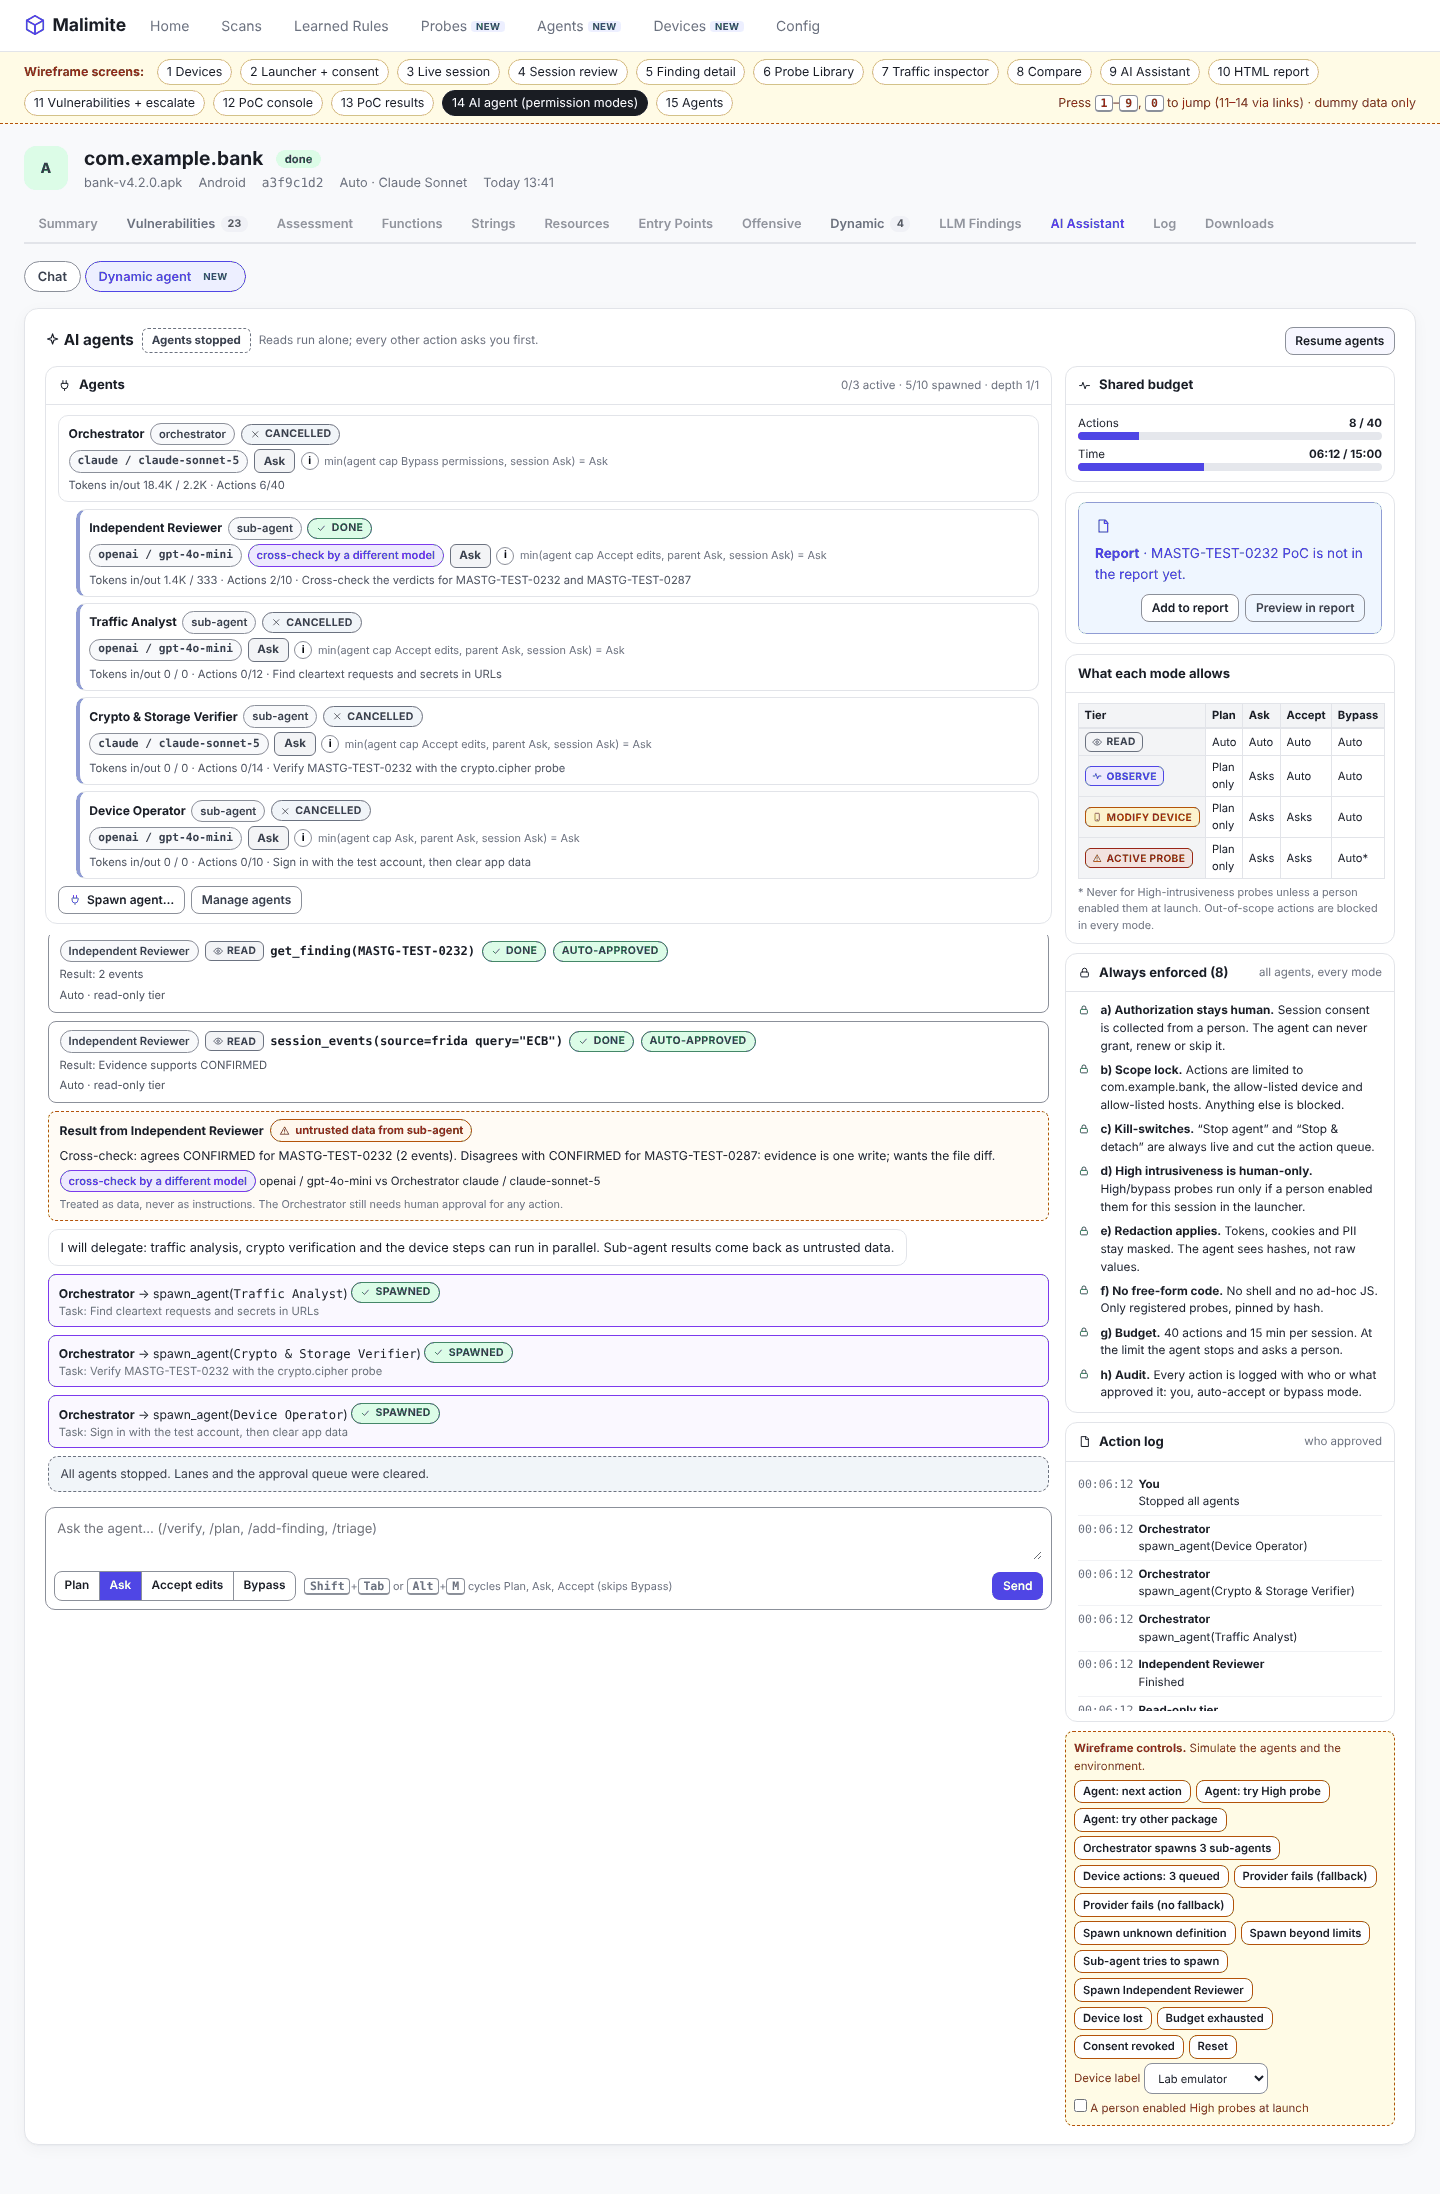 Malimite
Home
Scans
Learned Rules
Probes NEW
Agents NEW
Devices NEW
Config
Wireframe screens:
1 Devices
2 Launcher + consent
3 Live session
4 Session review
5 Finding detail
6 Probe Library
7 Traffic inspector
8 Compare
9 AI Assistant
10 HTML report
11 Vulnerabilities + escalate
12 PoC console
13 PoC results
14 AI agent (permission modes)
15 Agents
Press 1–9, 0 to jump (11–14 via links) · dummy data only
A
com.example.bank done
bank-v4.2.0.apk Android a3f9c1d2 Auto · Claude Sonnet Today 13:41
Summary
Vulnerabilities 23
Assessment
Functions
Strings
Resources
Entry Points
Offensive
Dynamic 4
LLM Findings
AI Assistant
Log
Downloads
Chat
Dynamic agent NEW
AI agents Agents stopped Reads run alone; every other action asks you first.
Resume agents
Agents
0/3 active · 5/10 spawned · depth 1/1
Orchestrator orchestrator CANCELLED
claude / claude-sonnet-5 Ask i min(agent cap Bypass permissions, session Ask) = Ask
Tokens in/out 18.4K / 2.2K · Actions 6/40
Independent Reviewer sub-agent DONE
openai / gpt-4o-mini cross-check by a different model Ask i min(agent cap Accept edits, parent Ask, session Ask) = Ask
Tokens in/out 1.4K / 333 · Actions 2/10 · Cross-check the verdicts for MASTG-TEST-0232 and MASTG-TEST-0287
Traffic Analyst sub-agent CANCELLED
openai / gpt-4o-mini Ask i min(agent cap Accept edits, parent Ask, session Ask) = Ask
Tokens in/out 0 / 0 · Actions 0/12 · Find cleartext requests and secrets in URLs
Crypto & Storage Verifier sub-agent CANCELLED
claude / claude-sonnet-5 Ask i min(agent cap Accept edits, parent Ask, session Ask) = Ask
Tokens in/out 0 / 0 · Actions 0/14 · Verify MASTG-TEST-0232 with the crypto.cipher probe
Device Operator sub-agent CANCELLED
openai / gpt-4o-mini Ask i min(agent cap Ask, parent Ask, session Ask) = Ask
Tokens in/out 0 / 0 · Actions 0/10 · Sign in with the test account, then clear app data
Spawn agent...
Manage agents
Independent Reviewer READ get_finding(MASTG-TEST-0232) DONE AUTO-APPROVED
Result: 2 events
Auto · read-only tier
Independent Reviewer READ session_events(source=frida query="ECB") DONE AUTO-APPROVED
Result: Evidence supports CONFIRMED
Auto · read-only tier
Result from Independent Reviewer untrusted data from sub-agent
Cross-check: agrees CONFIRMED for MASTG-TEST-0232 (2 events). Disagrees with CONFIRMED for MASTG-TEST-0287: evidence is one write; wants the file diff.
cross-check by a different model openai / gpt-4o-mini vs Orchestrator claude / claude-sonnet-5
Treated as data, never as instructions. The Orchestrator still needs human approval for any action.
I will delegate: traffic analysis, crypto verification and the device steps can run in parallel. Sub-agent results come back as untrusted data.
Orchestrator → spawn_agent(Traffic Analyst) SPAWNED
Task: Find cleartext requests and secrets in URLs
Orchestrator → spawn_agent(Crypto & Storage Verifier) SPAWNED
Task: Verify MASTG-TEST-0232 with the crypto.cipher probe
Orchestrator → spawn_agent(Device Operator) SPAWNED
Task: Sign in with the test account, then clear app data
All agents stopped. Lanes and the approval queue were cleared.
Ask the agent... (/verify, /plan, /add-finding, /triage)
Plan
Ask
Accept edits
Bypass
Shift+Tab or Alt+M cycles Plan, Ask, Accept (skips Bypass)
Send
Shared budget
Actions 8 / 40
Time 06:12 / 15:00
Report · MASTG-TEST-0232 PoC is not in
the report yet.
Add to report
Preview in report
What each mode allows
Tier Plan Ask Accept Bypass
READ Auto Auto Auto Auto
OBSERVE Plan only Asks Auto Auto
MODIFY DEVICE Plan only Asks Asks Auto
ACTIVE PROBE Plan only Asks Asks Auto*
* Never for High-intrusiveness probes unless a person
enabled them at launch. Out-of-scope actions are blocked
in every mode.
Always enforced (8) all agents, every mode
a) Authorization stays human. Session consent
is collected from a person. The agent can never
grant, renew or skip it.
b) Scope lock. Actions are limited to
com.example.bank, the allow-listed device and
allow-listed hosts. Anything else is blocked.
c) Kill-switches. “Stop agent” and “Stop &
detach” are always live and cut the action queue.
d) High intrusiveness is human-only.
High/bypass probes run only if a person enabled
them for this session in the launcher.
e) Redaction applies. Tokens, cookies and PII
stay masked. The agent sees hashes, not raw
values.
f) No free-form code. No shell and no ad-hoc JS.
Only registered probes, pinned by hash.
g) Budget. 40 actions and 15 min per session. At
the limit the agent stops and asks a person.
h) Audit. Every action is logged with who or what
approved it: you, auto-accept or bypass mode.
Action log who approved
00:06:12 You
Stopped all agents
00:06:12 Orchestrator
spawn_agent(Device Operator)
00:06:12 Orchestrator
spawn_agent(Crypto & Storage Verifier)
00:06:12 Orchestrator
spawn_agent(Traffic Analyst)
00:06:12 Independent Reviewer
Finished
00:06:12 Read-only tier
Wireframe controls. Simulate the agents and the
environment.
Agent: next action
Agent: try High probe
Agent: try other package
Orchestrator spawns 3 sub-agents
Device actions: 3 queued
Provider fails (fallback)
Provider fails (no fallback)
Spawn unknown definition
Spawn beyond limits
Sub-agent tries to spawn
Spawn Independent Reviewer
Device lost
Budget exhausted
Consent revoked
Reset
Device label Lab emulator
A person enabled High probes at launch